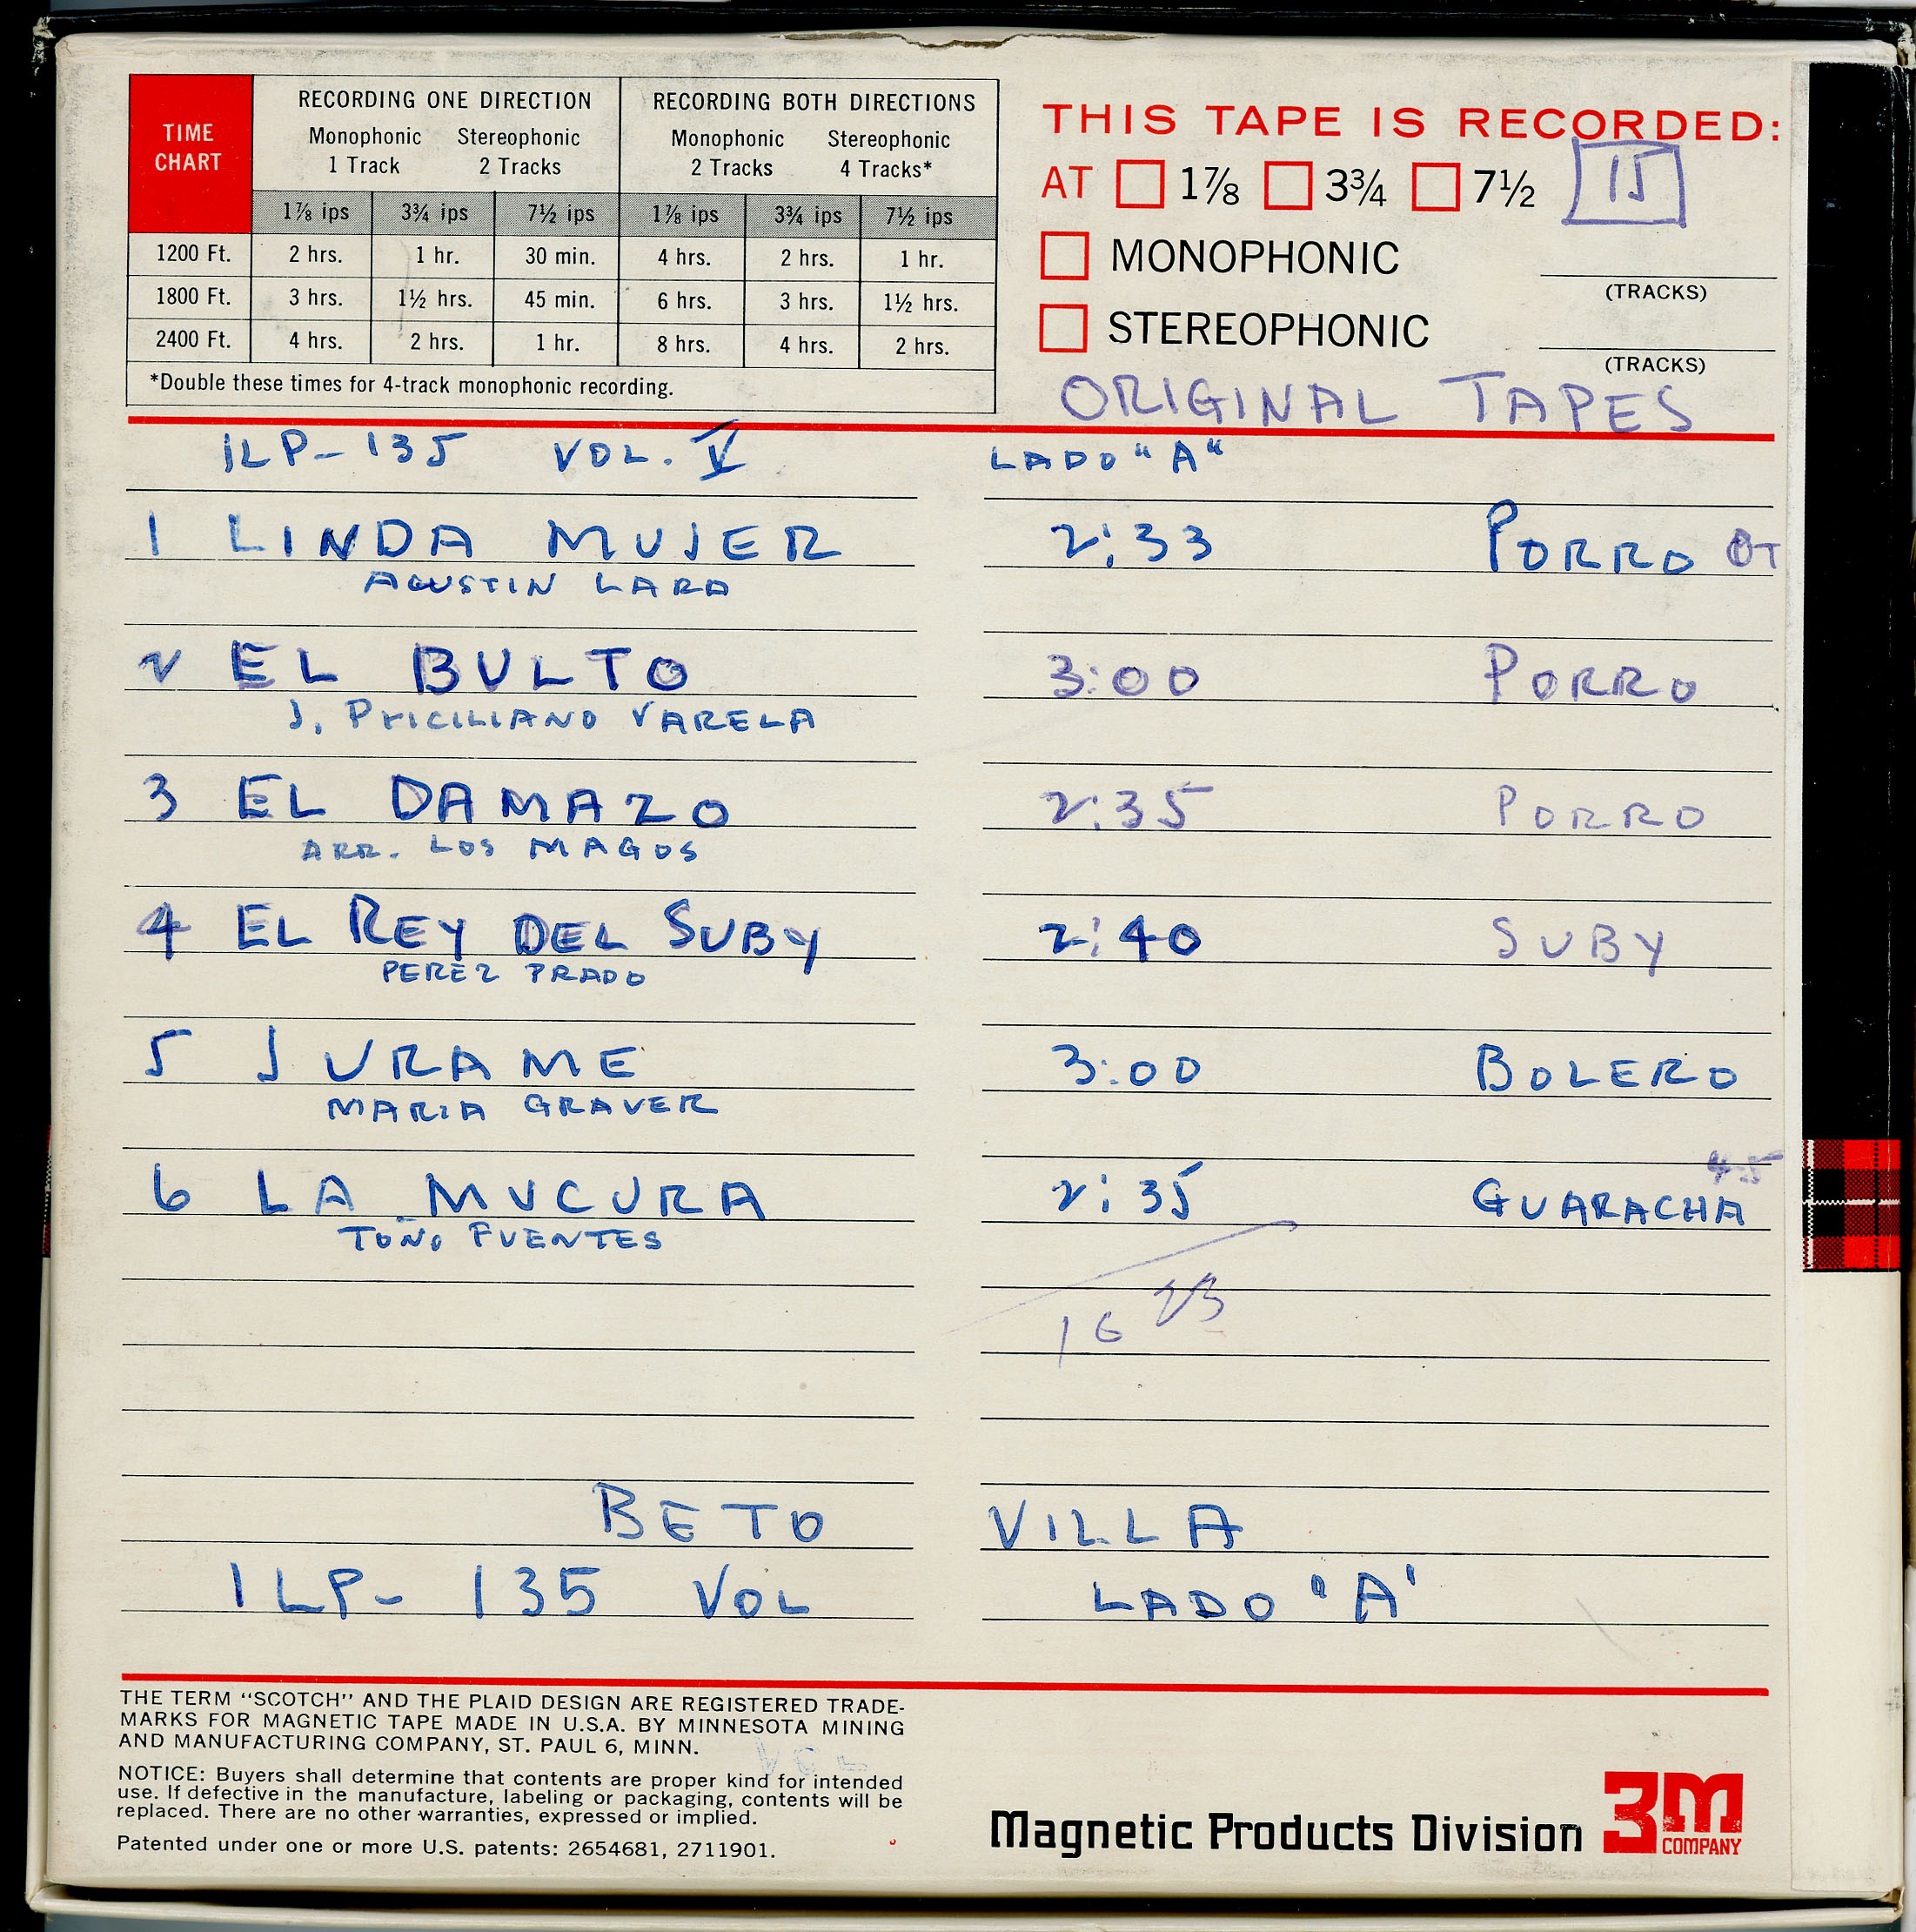 TIME CHART
RECORDING ONE DIRECTION RECORDING BOTH DIRECTIONS
Monophonic 1 Track Stereophonic 2 Tracks Monophonic 2 Tracks Stereophonic 4 Tracks*
1⅞ ips 3¾ ips 7½ ips 1⅞ ips 3¾ ips 7½ ips
1200 Ft. 2 hrs. 1 hr. 30 min. 4 hrs. 2 hrs. 1 hr.
1800 Ft. 3 hrs. 1½ hrs. 45 min. 6 hrs. 3 hrs. 1½ hrs.
2400 Ft. 4 hrs. 2 hrs. 1 hr. 8 hrs. 4 hrs. 2 hrs.
*Double these times for 4-track monophonic recording.
THIS TAPE IS RECORDED:
AT 1⅞ 3¾ 7½ 15
MONOPHONIC
(TRACKS)
STEREOPHONIC
(TRACKS)
ORIGINAL TAPES
ILP-135 VOL. V LADO "A"
1 LINDA MUJER 2:33 PORRO OT
AGUSTIN LARA
2 EL BULTO 3:00 PORRO
J. PRICILIANO VARELA
3 EL DAMAZO 2:35 PORRO
ARR. LOS MAGOS
4 EL REY DEL SUBY 2:40 SUBY
PEREZ PRADO
5 JURAME 3:00 BOLERO
MARIA GRAVER
45
6 LA MUCURA 2:35 GUARACHA
TOÑO FUENTES
16 23
BETO VILLA
ILP- 135 VOL LADO "A"
THE TERM "SCOTCH" AND THE PLAID DESIGN ARE REGISTERED TRADE-
MARKS FOR MAGNETIC TAPE MADE IN U.S.A. BY MINNESOTA MINING
AND MANUFACTURING COMPANY, ST. PAUL 6, MINN.
NOTICE: Buyers shall determine that contents are proper kind for intended
use. If defective in the manufacture, labeling or packaging, contents will be
replaced. There are no other warranties, expressed or implied.
Patented under one or more U.S. patents: 2654681, 2711901.
Magnetic Products Division 3M COMPANY